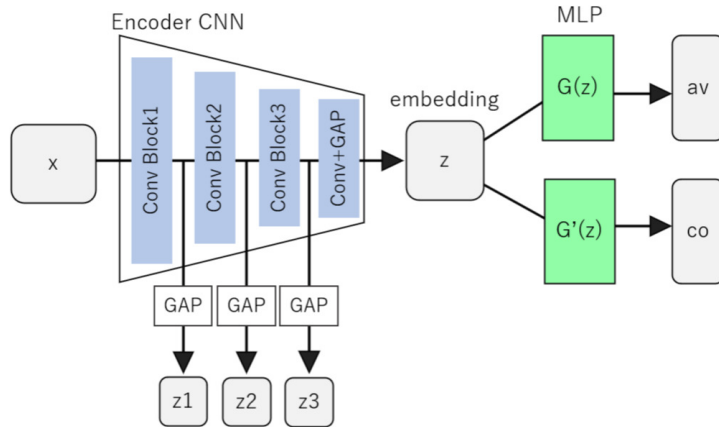 Encoder CNN
MLP
x
Conv Block1
Conv Block2
Conv Block3
Conv+GAP
embedding
z
G(z)
av
G’(z)
co
GAP
GAP
GAP
z1
z2
z3